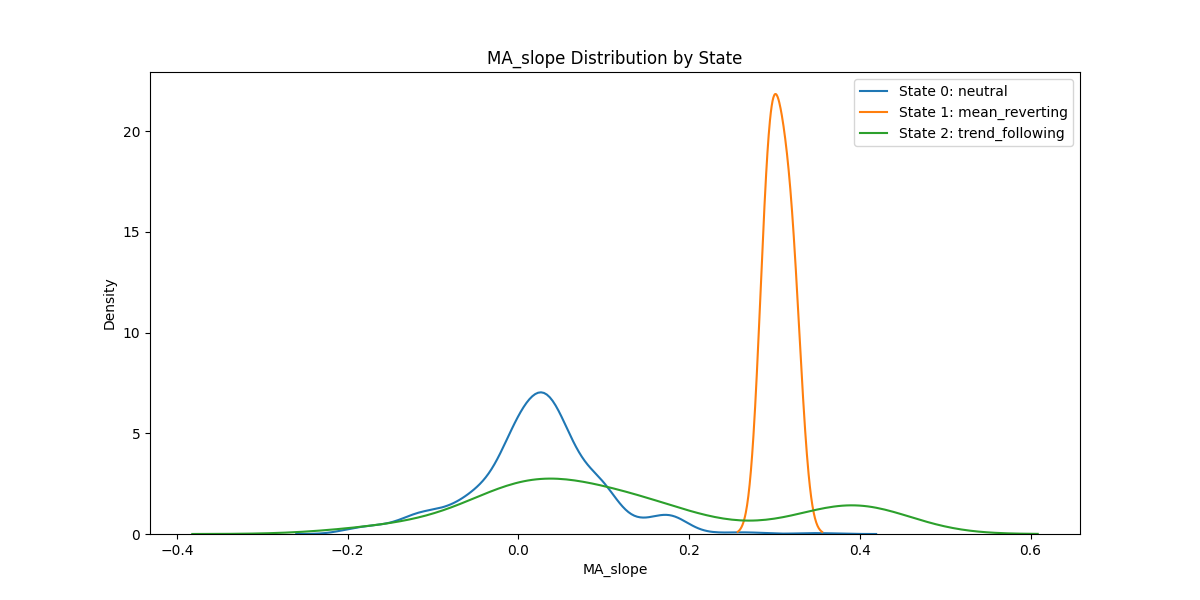 MA_slope Distribution by State
State 0: neutral
State 1: mean_reverting
State 2: trend_following
Density
20
15
10
5
0
−0.4 −0.2 0.0 0.2 0.4 0.6
MA_slope